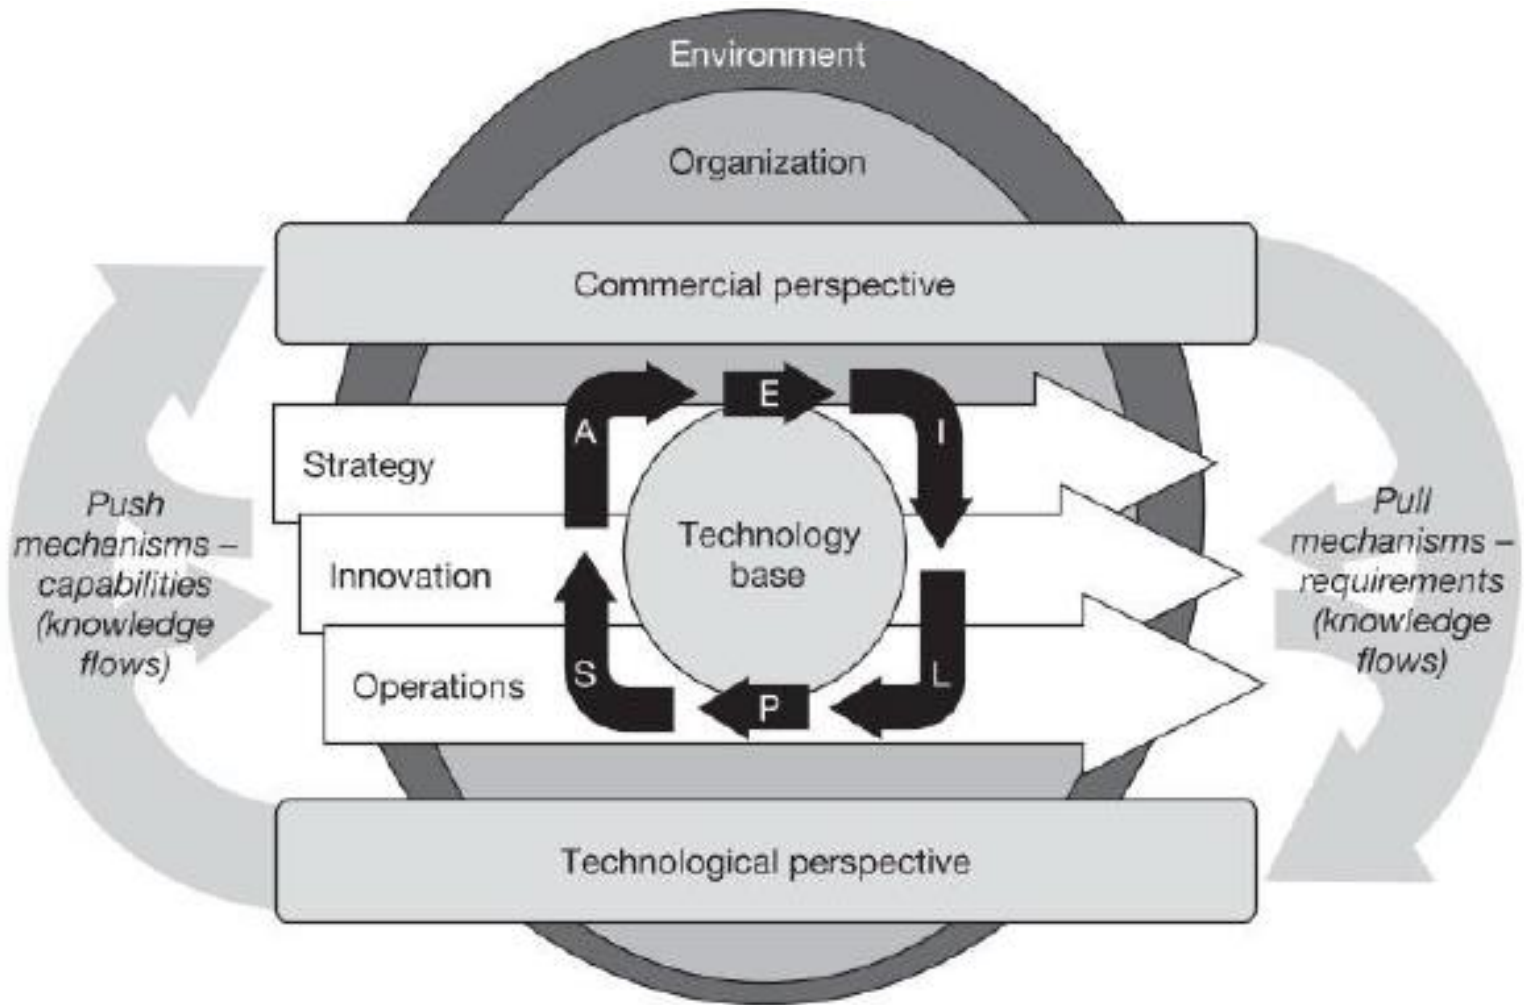 Environment
Organization
Commercial perspective
A
E
I
Strategy
Push
mechanisms –
capabilities
(knowledge
flows)
Innovation
Technology
base
Pull
mechanisms –
requirements
(knowledge
flows)
Operations
S
P
L
Technological perspective